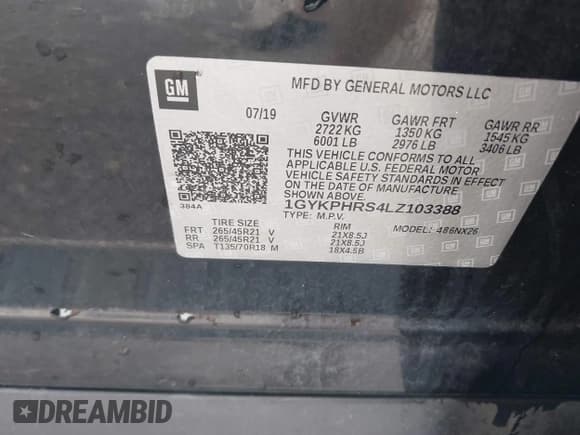 GM
MFD BY GENERAL MOTORS LLC
07/19 GVWR GAWR FRT GAWR RR
2722 KG 1350 KG 1545 KG
6001 LB 2976 LB 3406 LB
THIS VEHICLE CONFORMS TO ALL
APPLICABLE U.S. FEDERAL MOTOR
VEHICLE SAFETY STANDARDS IN EFFECT
ON THE DATE OF MANUFACTURE
SHOWN ABOVE.
384A
1GYKPHRS4LZ103388
TYPE: M.P.V. MODEL: 486NX26
TIRE SIZE RIM
FRT 265/45R21 V 21X8.5J
RR 265/45R21 V 21X8.5J
SPA T135/70R18 M 18X4.5B
DREAMBID